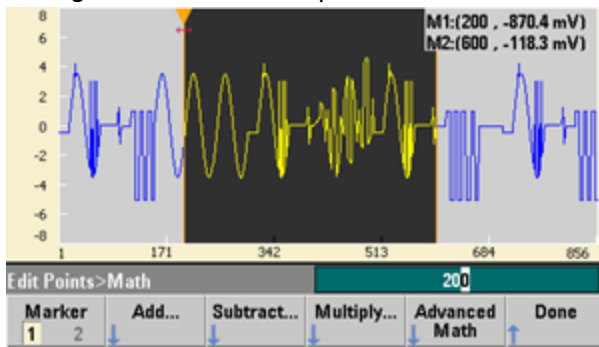 8
M1:(200 , -870.4 mV)
6
M2:(600 , -118.3 mV)
4
2
0
-2
-4
-6
-8
1 171 342 513 684 856
Edit Points>Math 200
Marker Add... Subtract... Multiply... Advanced Math Done
1 2